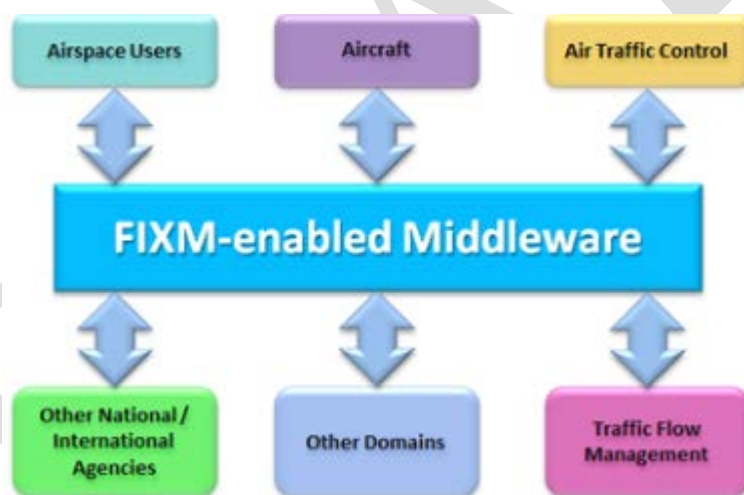 Airspace Users
Aircraft
Air Traffic Control
FIXM-enabled Middleware
Other National /
International
Agencies
Other Domains
Traffic Flow
Management